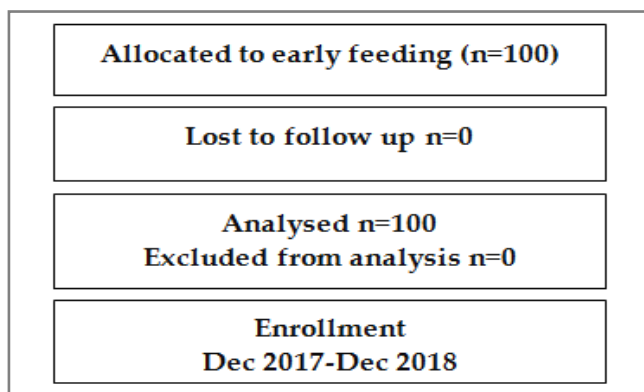 Allocated to early feeding (n=100)
Lost to follow up n=0
Analysed n=100
Excluded from analysis n=0
Enrollment
Dec 2017-Dec 2018